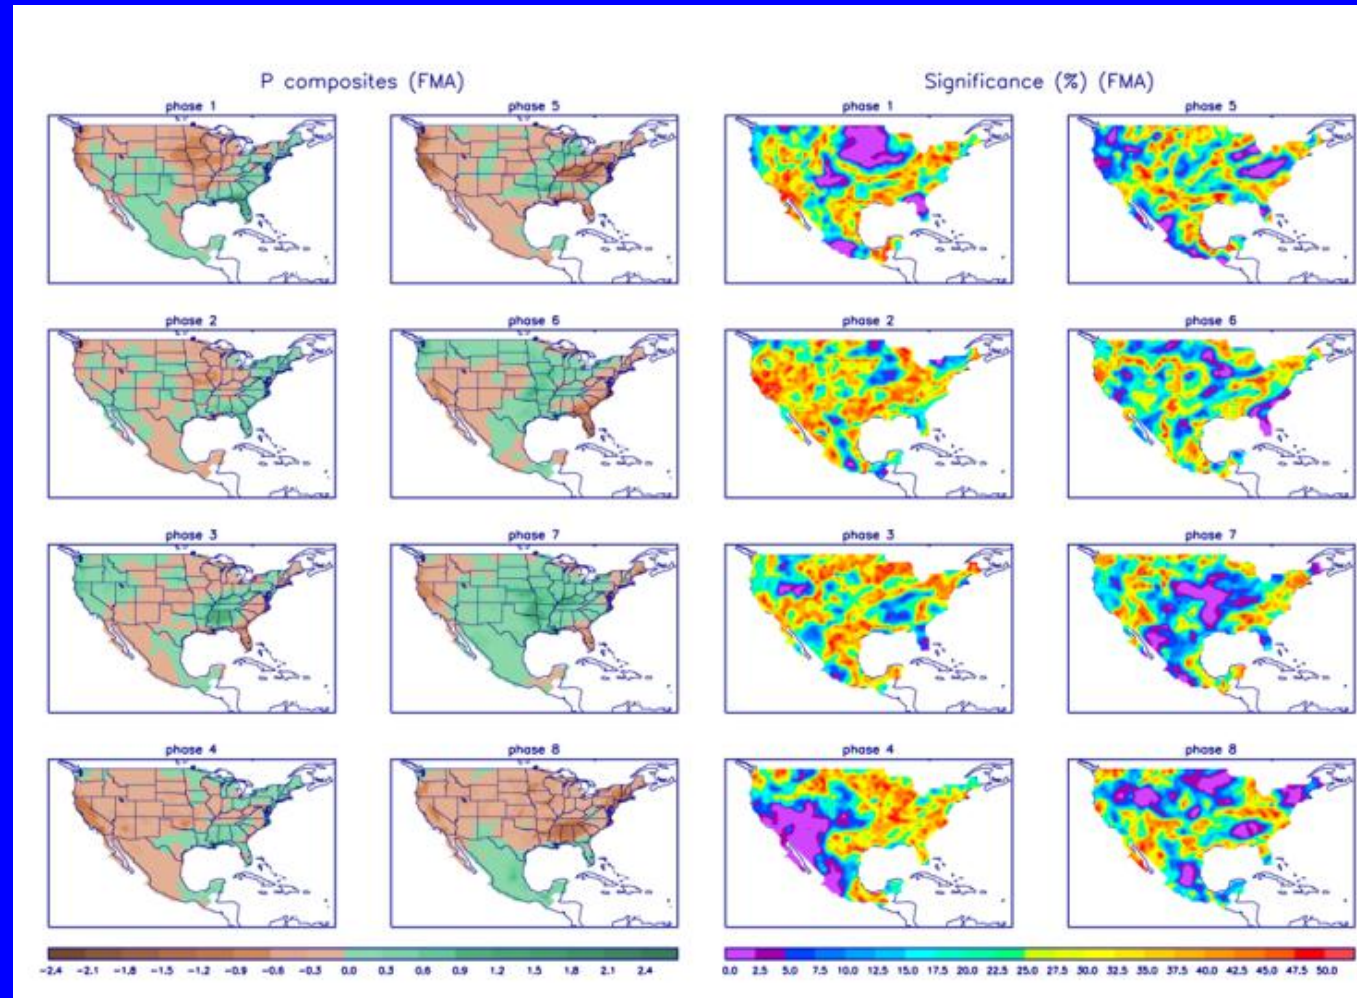 P composites (FMA) Significance (%) (FMA)
phase 1 phase 5 phase 1 phase 5
phase 2 phase 6 phase 2 phase 6
phase 3 phase 7 phase 3 phase 7
phase 4 phase 8 phase 4 phase 8
-2.4 -2.1 -1.8 -1.5 -1.2 -0.9 -0.6 -0.3 0.0 0.3 0.6 0.9 1.2 1.5 1.8 2.1 2.4
0.0 2.5 5.0 7.5 10.0 12.5 15.0 17.5 20.0 22.5 25.0 27.5 30.0 32.5 35.0 37.5 40.0 42.5 45.0 47.5 50.0